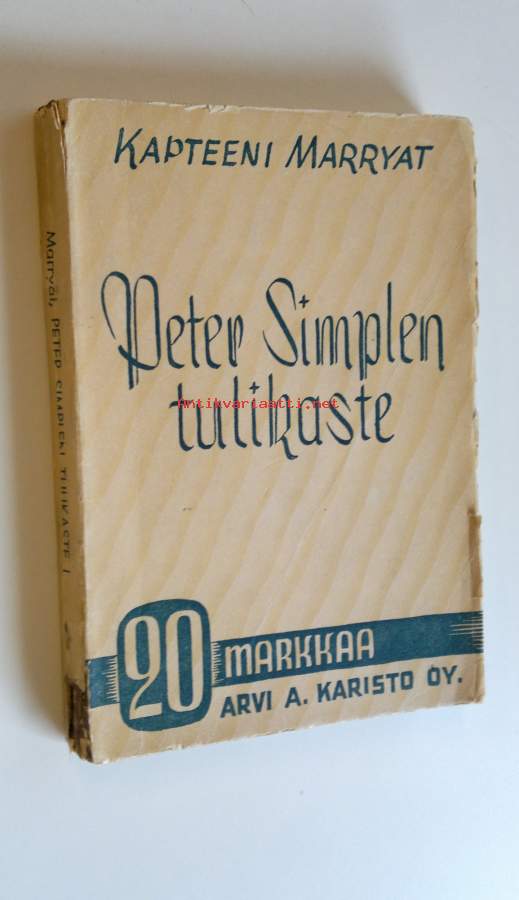 KAPTEENI MARRYAT
Peter Simplen
tulikaste
antikvariaatti.net
20 MARKKAA
ARVI A. KARISTO OY.
Marryat, PETER SIMPLEN TULIKASTE I